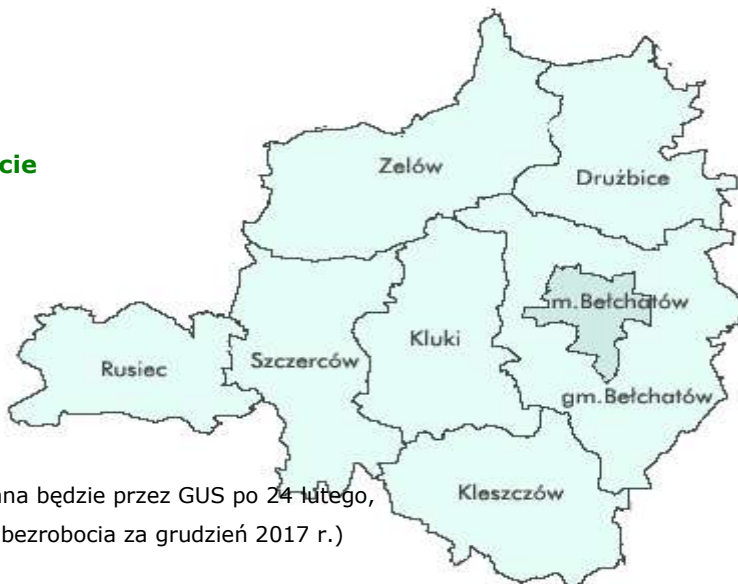 cie
Zelów
Drużbice
m.Bełchatów
Kluki
Szczerców
Rusiec
gm.Bełchatów
Kleszczów
ana będzie przez GUS po 24 lutego,
bezrobocia za grudzień 2017 r.)